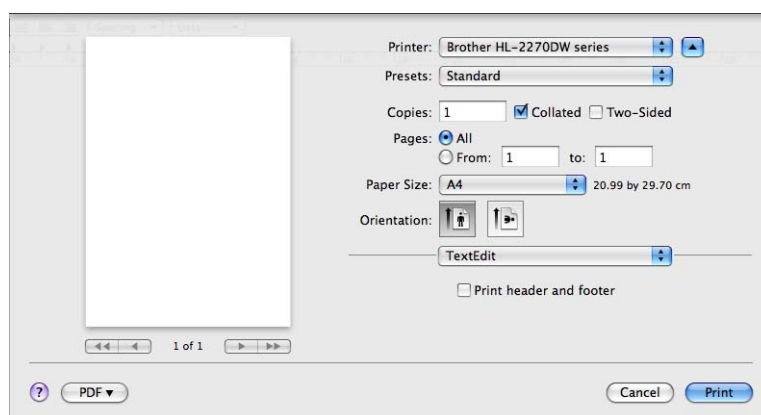 Spacing
Lists
Printer: Brother HL-2270DW series
Presets: Standard
Copies: 1 Collated Two-Sided
Pages: All
From: 1 to: 1
Paper Size: A4 20.99 by 29.70 cm
Orientation:
TextEdit
Print header and footer
1 of 1
? PDF Cancel Print